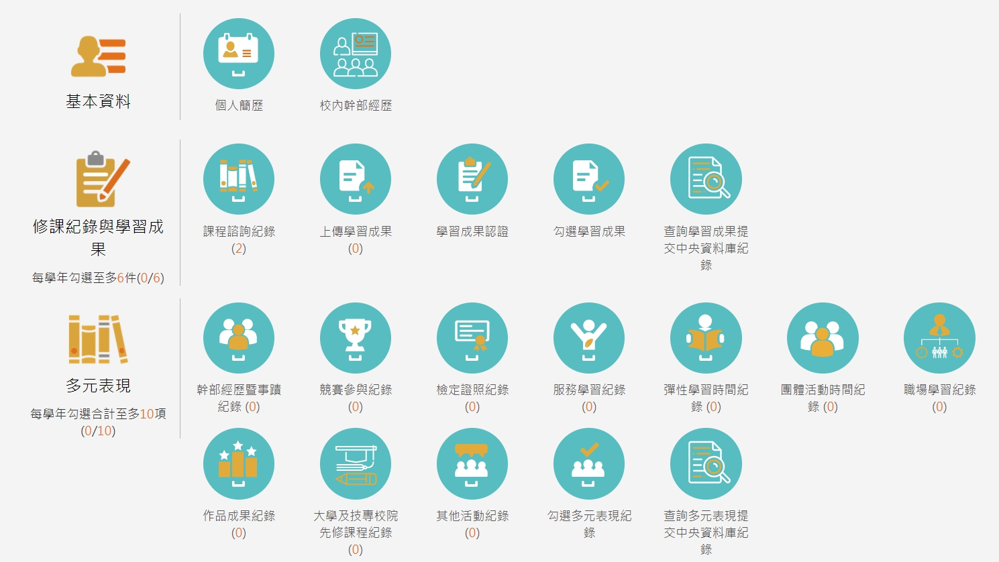 基本資料
個人簡歷
校內幹部經歷
修課紀錄與學習成
果
每學年勾選至多6件(0/6)
課程諮詢紀錄
(2)
上傳學習成果
(0)
學習成果認證
勾選學習成果
查詢學習成果提
交中央資料庫紀
錄
多元表現
每學年勾選合計至多10項
(0/10)
幹部經歷暨事蹟
紀錄 (0)
競賽參與紀錄
(0)
檢定證照紀錄
(0)
服務學習紀錄
(0)
彈性學習時間紀
錄 (0)
團體活動時間紀
錄 (0)
職場學習紀錄
(0)
作品成果紀錄
(0)
大學及技專校院
先修課程紀錄
(0)
其他活動紀錄
(0)
勾選多元表現紀
錄
查詢多元表現提
交中央資料庫紀
錄